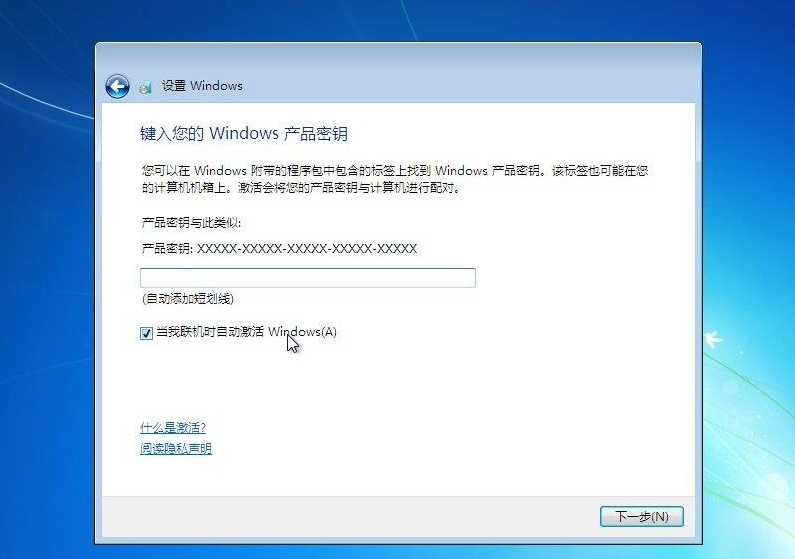 设置 Windows
键入您的 Windows 产品密钥
您可以在 Windows 附带的程序包中包含的标签上找到 Windows 产品密钥。该标签也可能在您
的计算机机箱上。激活会将您的产品密钥与计算机进行配对。
产品密钥与此类似:
产品密钥: XXXXX-XXXXX-XXXXX-XXXXX-XXXXX
(自动添加短划线)
当我联机时自动激活 Windows(A)
什么是激活?
阅读隐私声明
下一步(N)